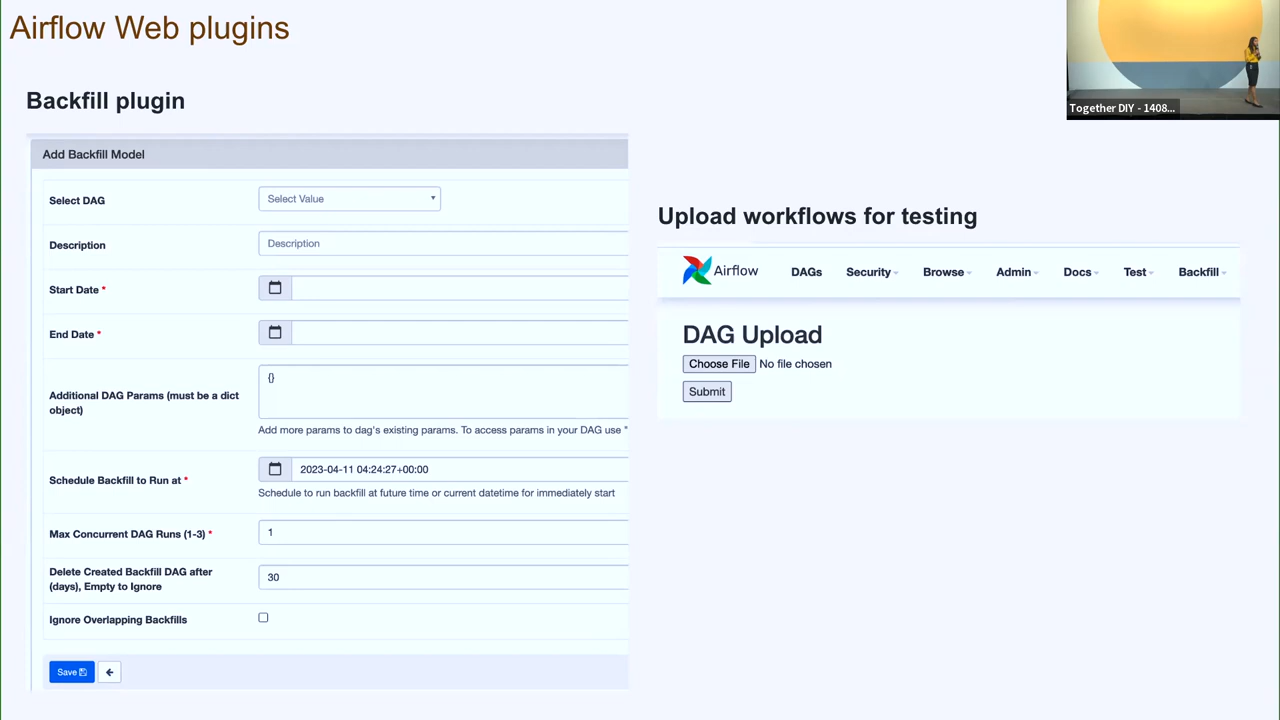 Airflow Web plugins
Together DIY - 1408...
Backfill plugin
Add Backfill Model
Select DAG
Select Value
Description
Description
Start Date *
End Date *
Additional DAG Params (must be a dict
object)
{}
Add more params to dag's existing params. To access params in your DAG use *
Schedule Backfill to Run at *
2023-04-11 04:24:27+00:00
Schedule to run backfill at future time or current datetime for immediately start
Max Concurrent DAG Runs (1-3) *
1
Delete Created Backfill DAG after
(days), Empty to Ignore
30
Ignore Overlapping Backfills
Save
Upload workflows for testing
Airflow DAGs Security Browse Admin Docs Test Backfill
DAG Upload
Choose File No file chosen
Submit